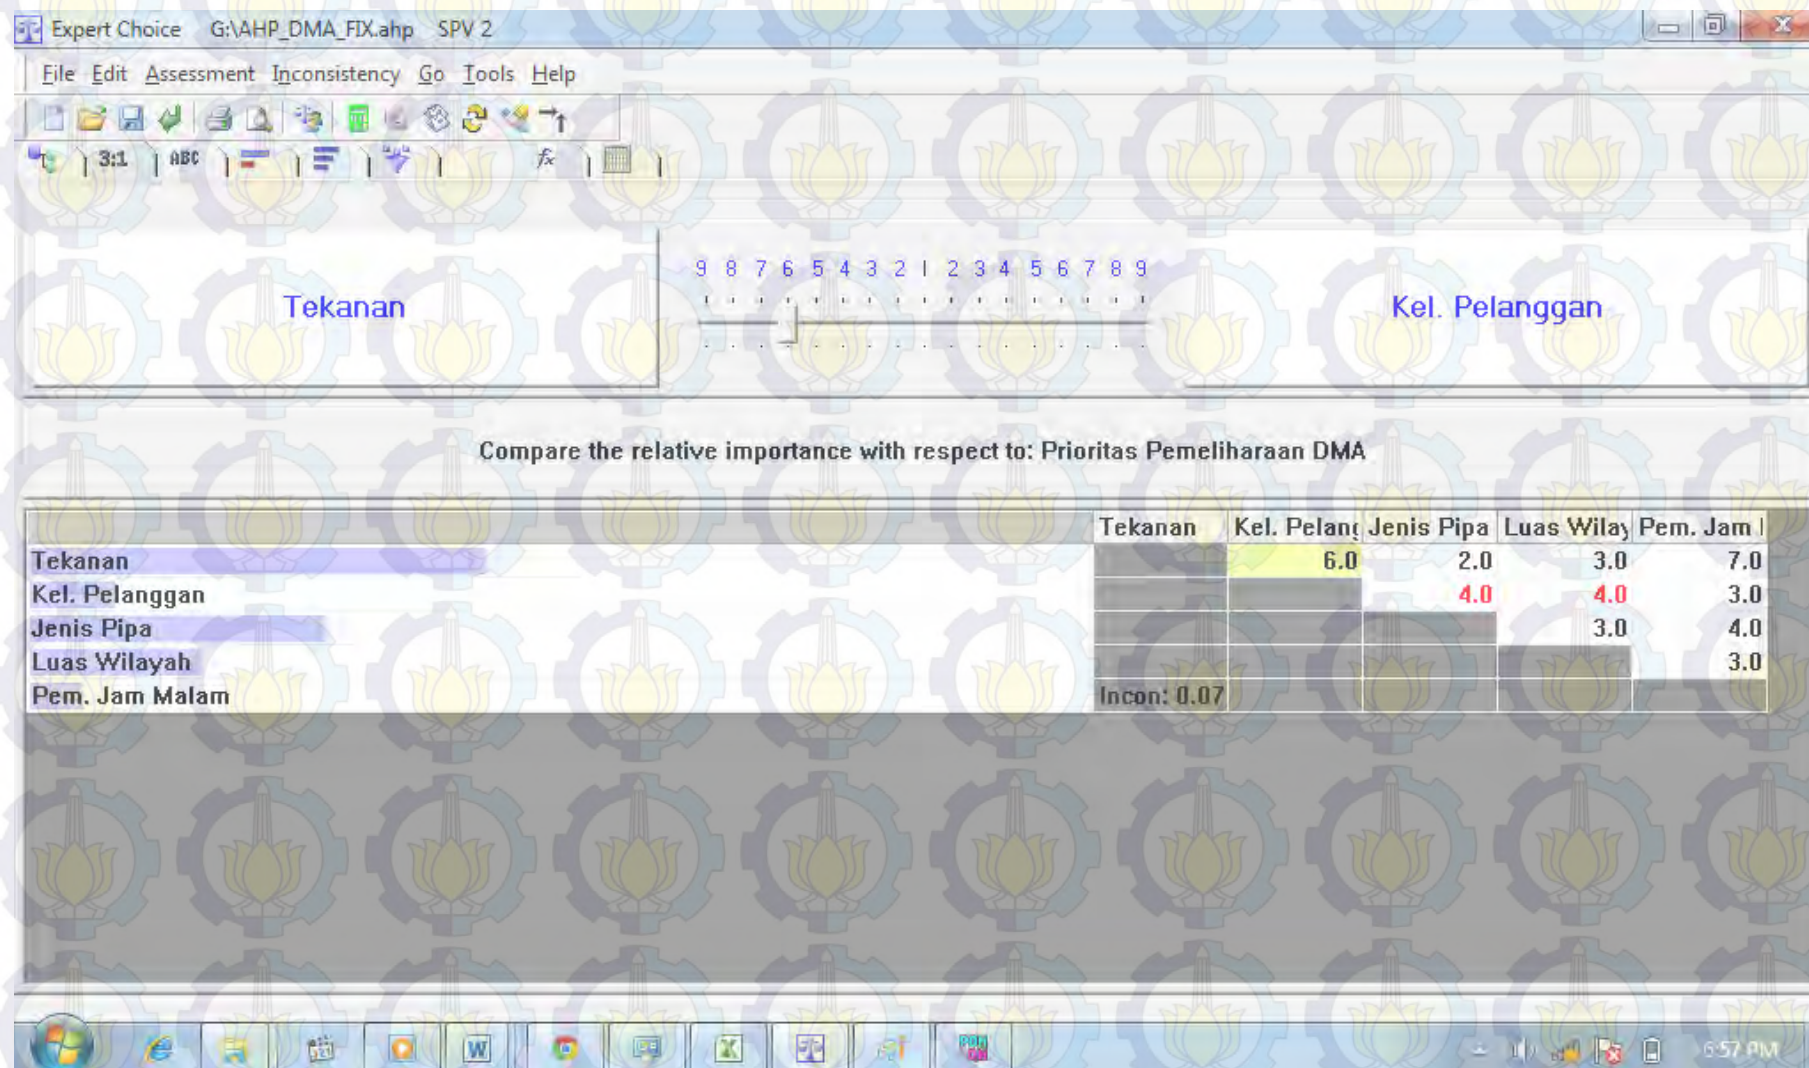 Expert Choice G:\AHP_DMA_FIX.ahp SPV 2
File Edit Assessment Inconsistency Go Tools Help
3:1 ABC fx
9 8 7 6 5 4 3 2 1 2 3 4 5 6 7 8 9
Tekanan
Kel. Pelanggan
Compare the relative importance with respect to: Prioritas Pemeliharaan DMA
Tekanan Kel. Pelang Jenis Pipa Luas Wilay Pem. Jam
Tekanan 6.0 2.0 3.0 7.0
Kel. Pelanggan 4.0 4.0 3.0
Jenis Pipa 3.0 4.0
Luas Wilayah 3.0
Pem. Jam Malam Incon: 0.07
6:57 PM